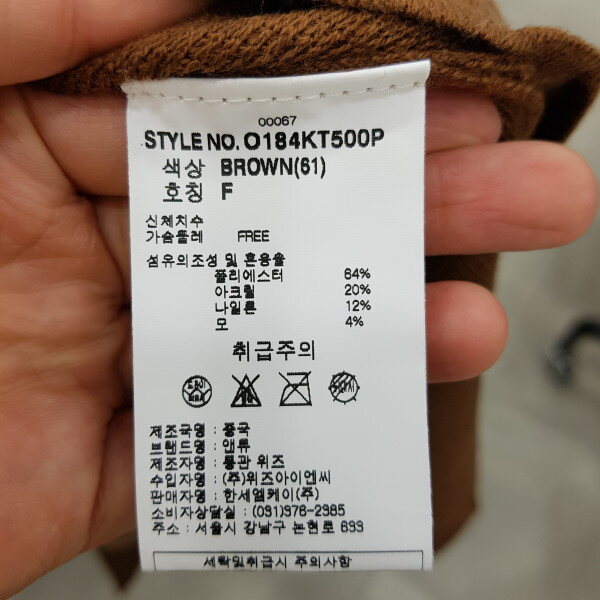 00067
STYLE NO. O184KT500P
색상 BROWN(61)
호칭 F
신체치수
가슴둘레 FREE
섬유의조성 및 혼용율
폴리에스터 64%
아크릴 20%
나일론 12%
모 4%
취급주의
제조국명 : 중국
브랜드명 : 앤류
제조자명 : 통관 위즈
수입자명 : (주)위즈아이엔씨
판매자명 : 한세엠케이(주)
소비자상담실 : (031)376-2385
주소 : 서울시 강남구 논현로 633
세탁및취급시 주의사항